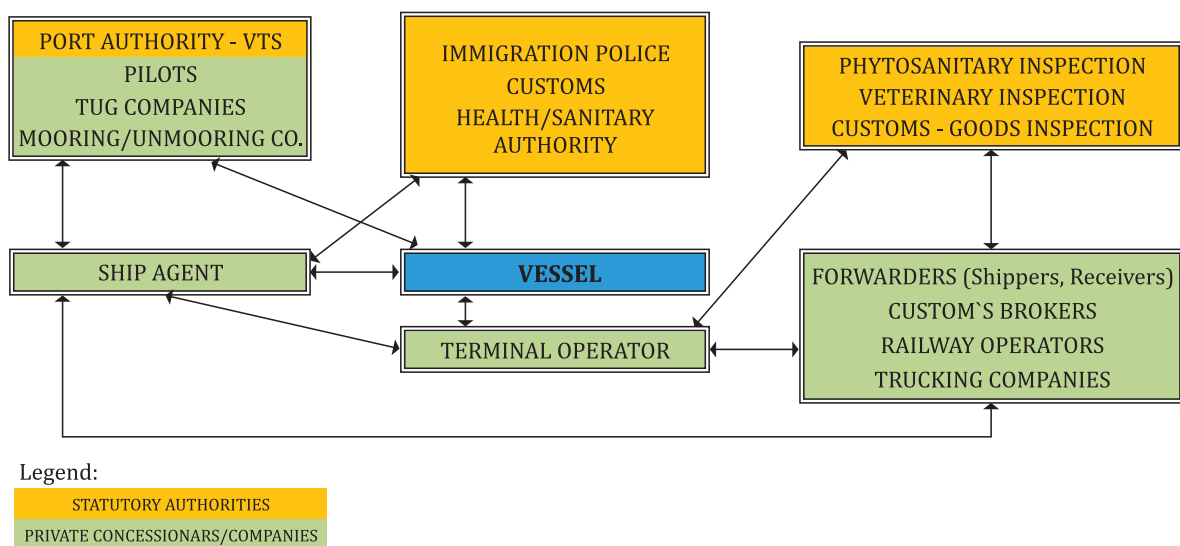 PORT AUTHORITY - VTS
PILOTS
TUG COMPANIES
MOORING/UNMOORING CO.
IMMIGRATION POLICE
CUSTOMS
HEALTH/SANITARY
AUTHORITY
PHYTOSANITARY INSPECTION
VETERINARY INSPECTION
CUSTOMS - GOODS INSPECTION
SHIP AGENT
VESSEL
TERMINAL OPERATOR
FORWARDERS (Shippers, Receivers)
CUSTOM`S BROKERS
RAILWAY OPERATORS
TRUCKING COMPANIES
Legend:
STATUTORY AUTHORITIES
PRIVATE CONCESSIONARS/COMPANIES